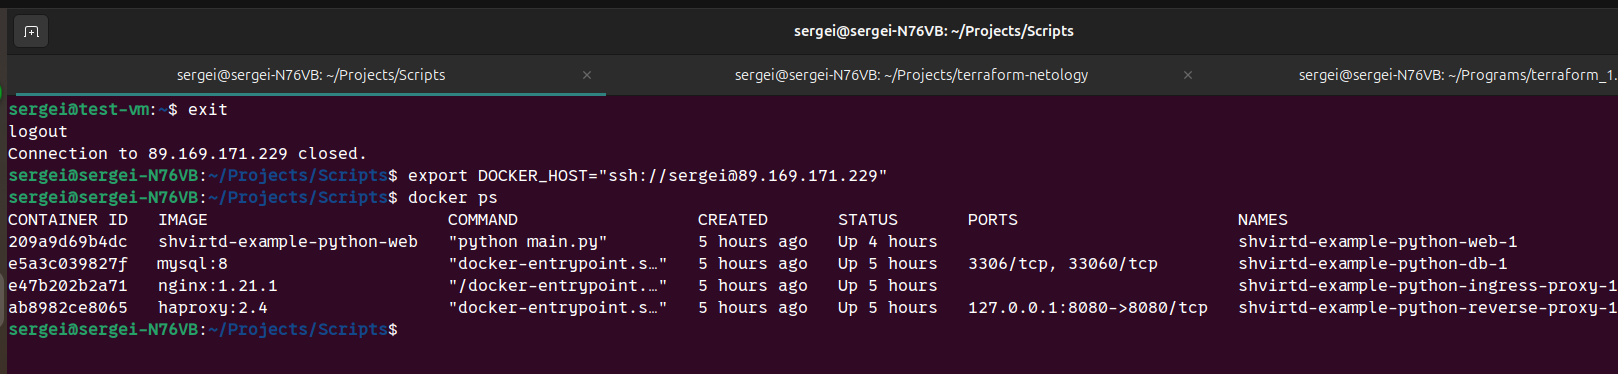 sergei@sergei-N76VB: ~/Projects/Scripts
sergei@sergei-N76VB: ~/Projects/Scripts × sergei@sergei-N76VB: ~/Projects/terraform-netology × sergei@sergei-N76VB: ~/Programs/terraform_1.
sergei@test-vm:~$ exit
logout
Connection to 89.169.171.229 closed.
sergei@sergei-N76VB:~/Projects/Scripts$ export DOCKER_HOST="ssh://sergei@89.169.171.229"
sergei@sergei-N76VB:~/Projects/Scripts$ docker ps
CONTAINER ID   IMAGE                        COMMAND                  CREATED       STATUS       PORTS                      NAMES
209a9d69b4dc   shvirtd-example-python-web   "python main.py"         5 hours ago   Up 4 hours                              shvirtd-example-python-web-1
e5a3c039827f   mysql:8                      "docker-entrypoint.s…"   5 hours ago   Up 5 hours   3306/tcp, 33060/tcp        shvirtd-example-python-db-1
e47b202b2a71   nginx:1.21.1                 "/docker-entrypoint.…"   5 hours ago   Up 5 hours                              shvirtd-example-python-ingress-proxy-1
ab8982ce8065   haproxy:2.4                  "docker-entrypoint.s…"   5 hours ago   Up 5 hours   127.0.0.1:8080->8080/tcp   shvirtd-example-python-reverse-proxy-1
sergei@sergei-N76VB:~/Projects/Scripts$